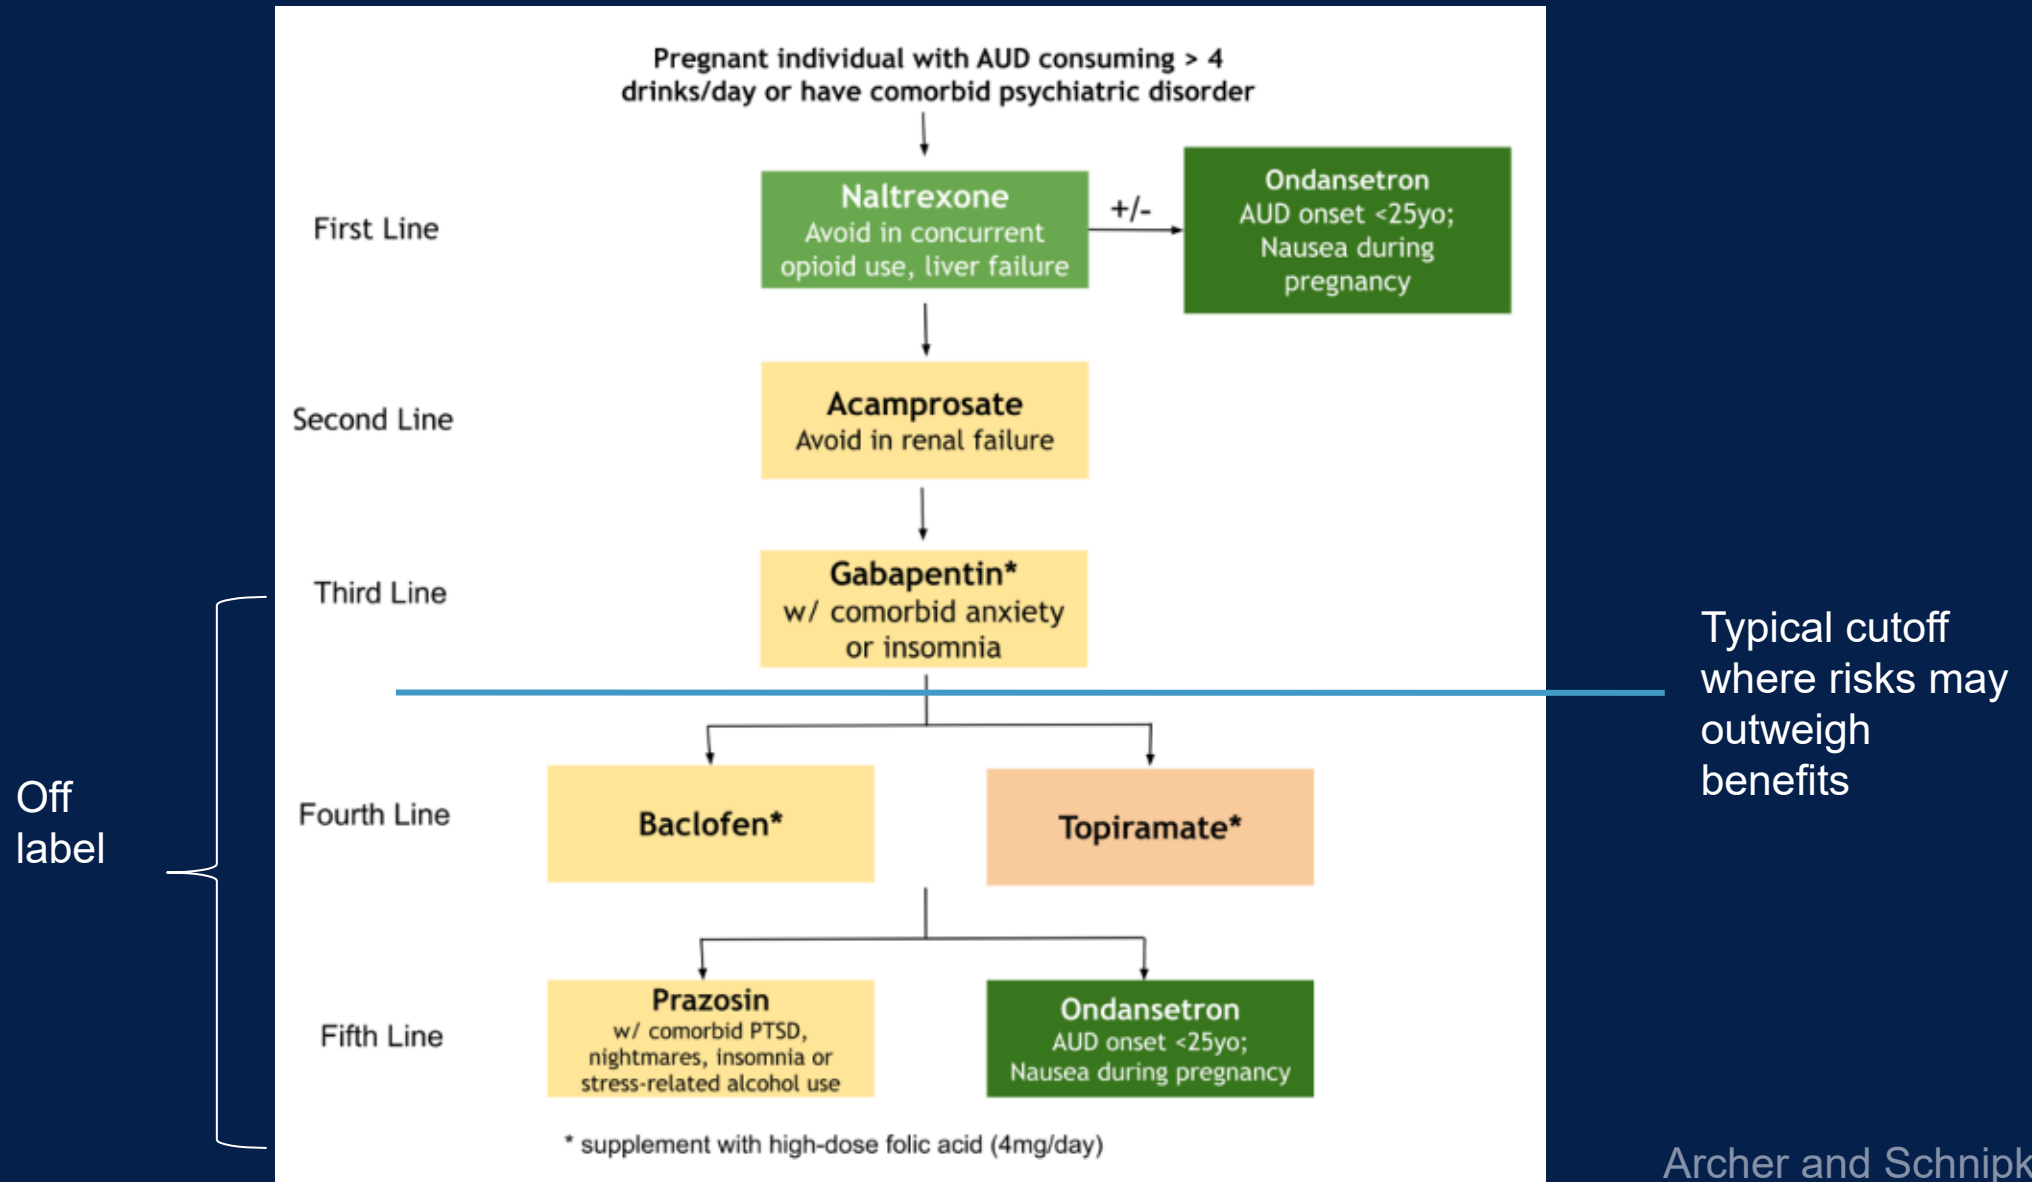 Pregnant individual with AUD consuming > 4
drinks/day or have comorbid psychiatric disorder
First Line
Naltrexone
Avoid in concurrent
opioid use, liver failure
+/-
Ondansetron
AUD onset <25yo;
Nausea during
pregnancy
Second Line
Acamprosate
Avoid in renal failure
Third Line
Gabapentin*
w/ comorbid anxiety
or insomnia
Typical cutoff
where risks may
outweigh
benefits
Off
label
Fourth Line
Baclofen*
Topiramate*
Fifth Line
Prazosin
w/ comorbid PTSD,
nightmares, insomnia or
stress-related alcohol use
Ondansetron
AUD onset <25yo;
Nausea during pregnancy
* supplement with high-dose folic acid (4mg/day)
Archer and Schnipk